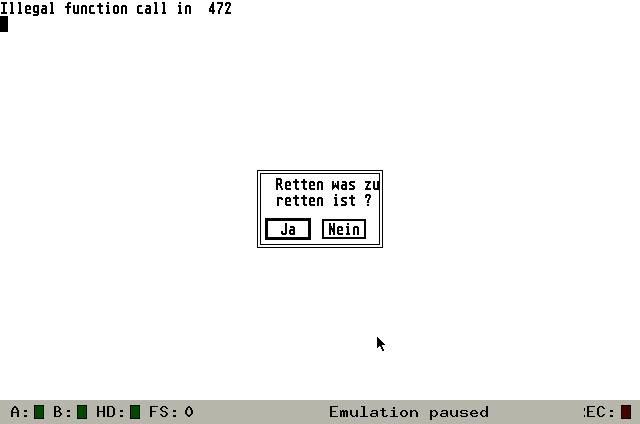 Illegal function call in  472
Retten was zu
retten ist ?
Ja Nein
A: B: HD: FS: 0 Emulation paused :EC: